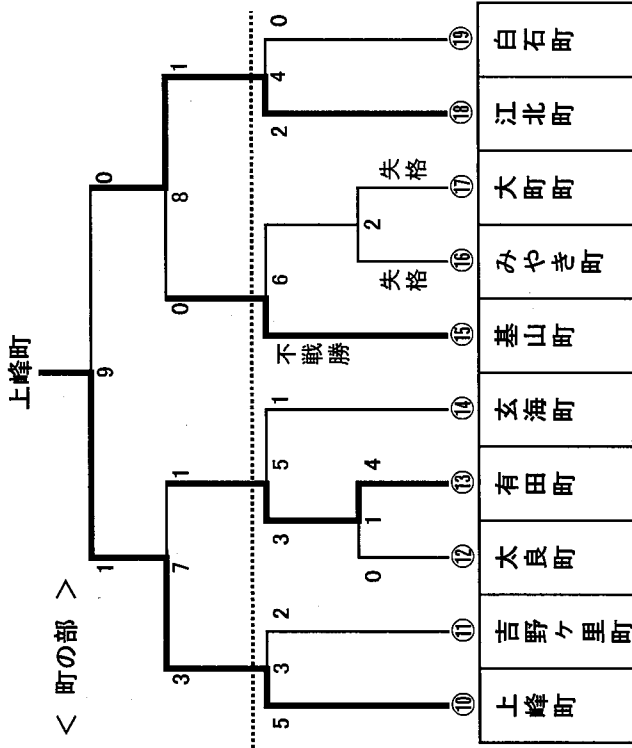 上峰町
＜ 町の部 ＞
9
1
0
7
3
1
8
0
1
3
5
2
5
3
1
6
不戦勝
4
2
0
1
0
4
2
失格
失格
⑩
⑪
⑫
⑬
⑭
⑮
⑯
⑰
⑱
⑲
上峰町
吉野ヶ里町
太良町
有田町
玄海町
基山町
みやき町
大町町
江北町
白石町